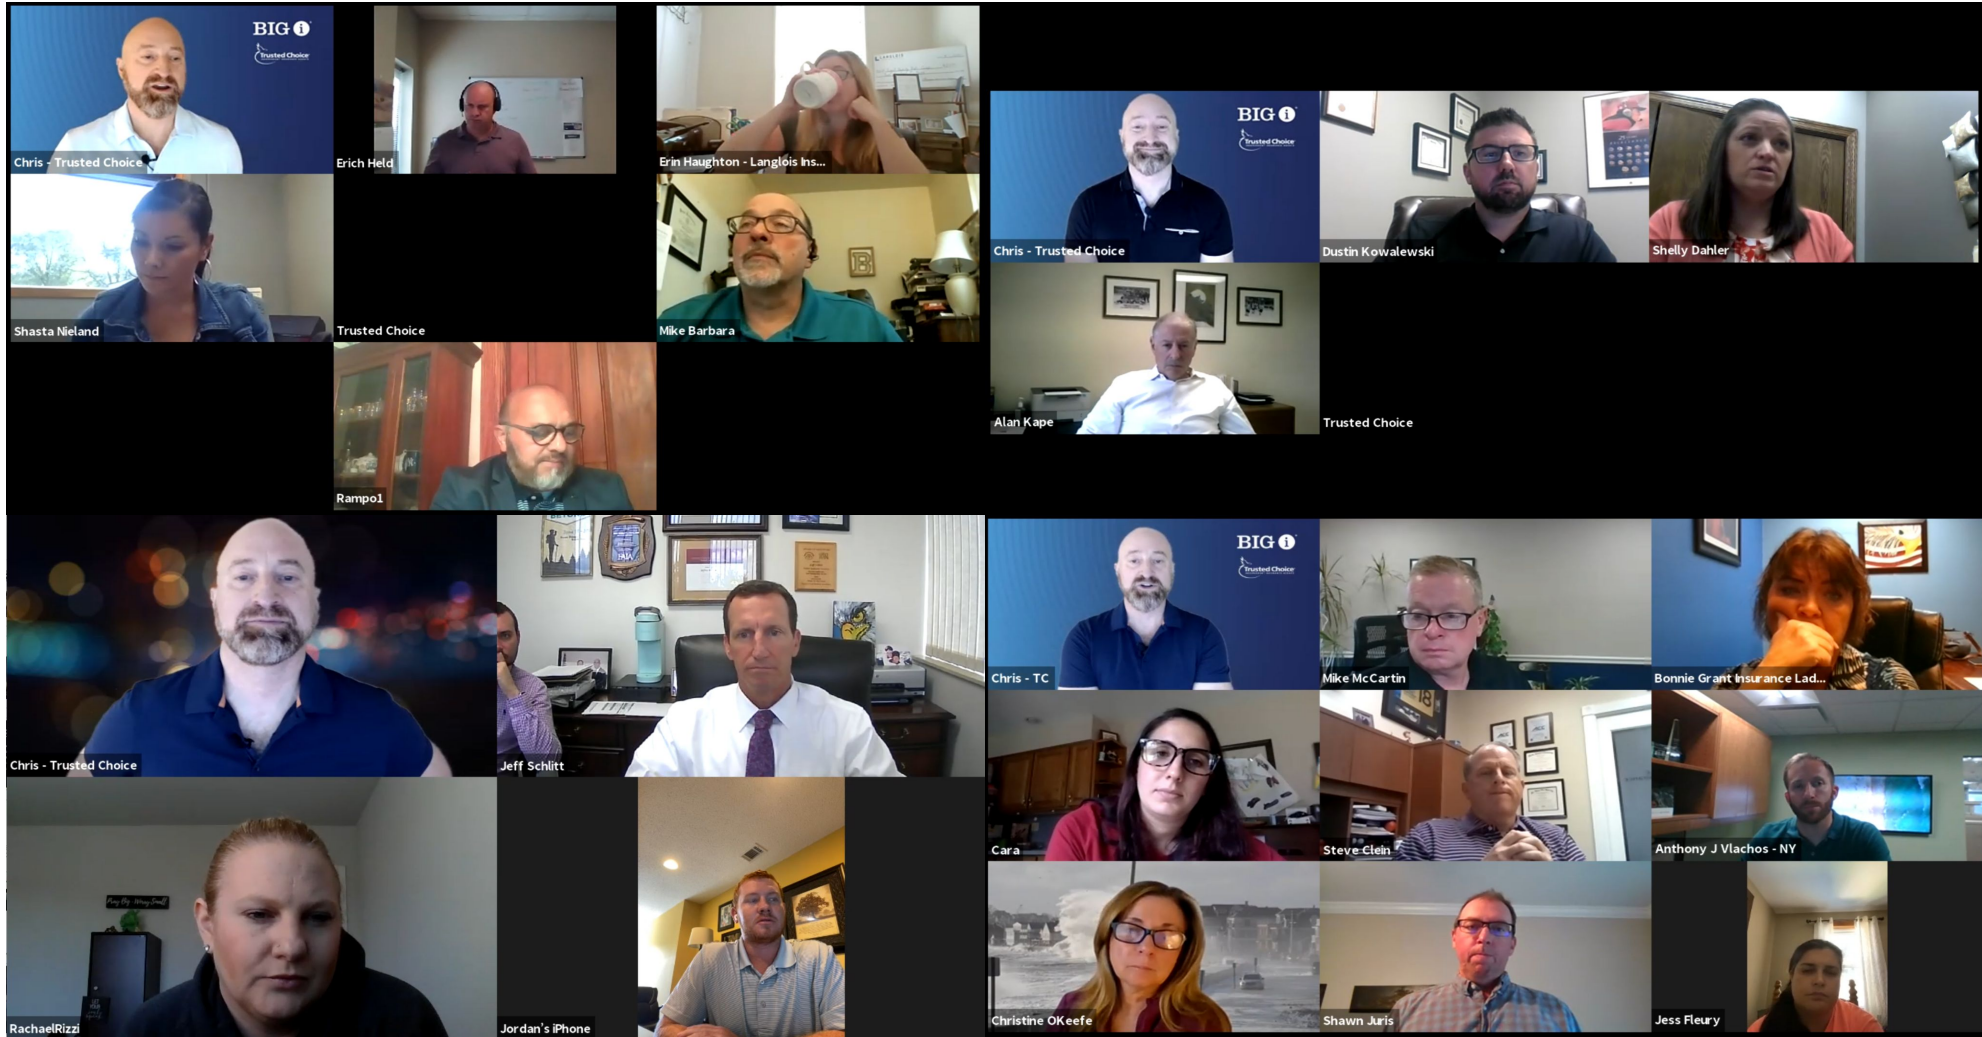 BIG i
Trusted Choice
Chris - Trusted Choice
Erich Held
Erin Haughton - Langlois Ins...
Shasta Nieland
Trusted Choice
Mike Barbara
B
Rampo1
BIG i
Trusted Choice
Chris - Trusted Choice
Dustin Kowalewski
Shelly Dahler
Alan Kape
Trusted Choice
Chris - Trusted Choice
Jeff Schlitt
RachaelRizzi
Jordan's iPhone
BIG i
Trusted Choice
Chris - TC
Mike McCartin
Bonnie Grant Insurance Lad...
18
Cara
Steve Clein
Anthony J Vlachos - NY
Christine OKeefe
Shawn Juris
Jess Fleury